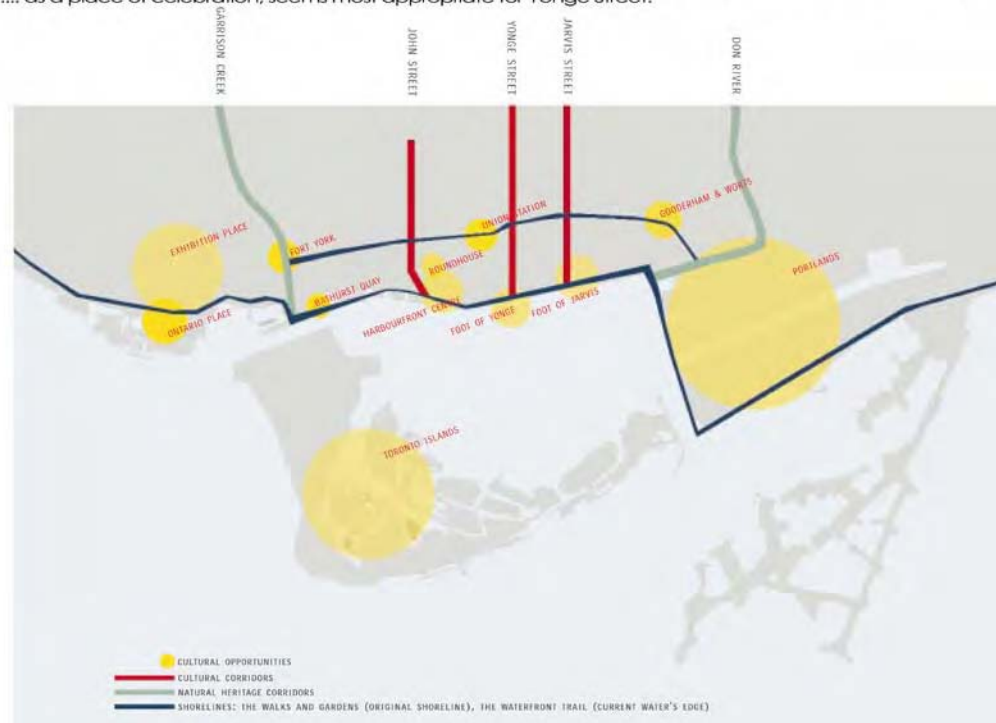 .... as a place of celebration, seems most appropriate for Yonge Street.
GARRISON CREEK
JOHN STREET
YONGE STREET
JARVIS STREET
DON RIVER
EXHIBITION PLACE
FORT YORK
UNION STATION
GOODERHAM & WORTS
ROUNDHOUSE
PORTLANDS
BATHURST QUAY
ONTARIO PLACE
HARBOURFRONT CENTRE
FOOT OF YONGE
FOOT OF JARVIS
TORONTO ISLANDS
CULTURAL OPPORTUNITIES
CULTURAL CORRIDORS
NATURAL HERITAGE CORRIDORS
SHORELINES: THE WALKS AND GARDENS (ORIGINAL SHORELINE), THE WATERFRONT TRAIL (CURRENT WATER'S EDGE)